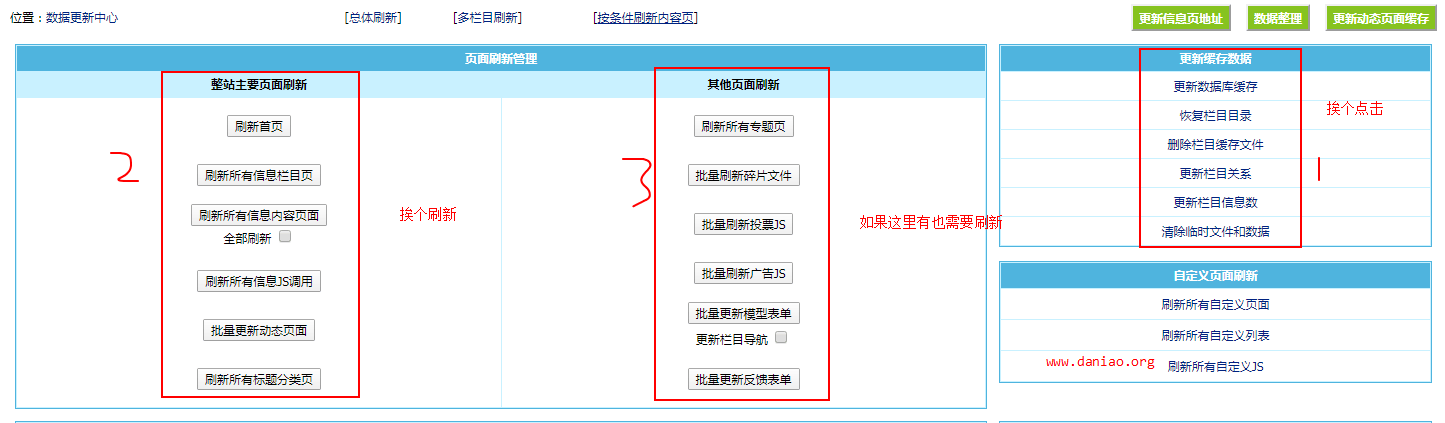 位置：数据更新中心 [总体刷新] [多栏目刷新] [按条件刷新内容页] 更新信息页地址 数据整理 更新动态页面缓存
页面刷新管理
整站主要页面刷新
刷新首页
刷新所有信息栏目页
刷新所有信息内容页面
全部刷新
刷新所有信息JS调用
批量更新动态页面
刷新所有标题分类页
2
挨个刷新
其他页面刷新
刷新所有专题页
批量刷新碎片文件
批量刷新投票JS
批量刷新广告JS
批量更新模型表单
更新栏目导航
批量更新反馈表单
3
如果这里有也需要刷新
更新缓存数据
更新数据库缓存
恢复栏目目录
删除栏目缓存文件
更新栏目关系
更新栏目信息数
清除临时文件和数据
挨个点击
1
自定义页面刷新
刷新所有自定义页面
刷新所有自定义列表
www.daniao.org 刷新所有自定义JS